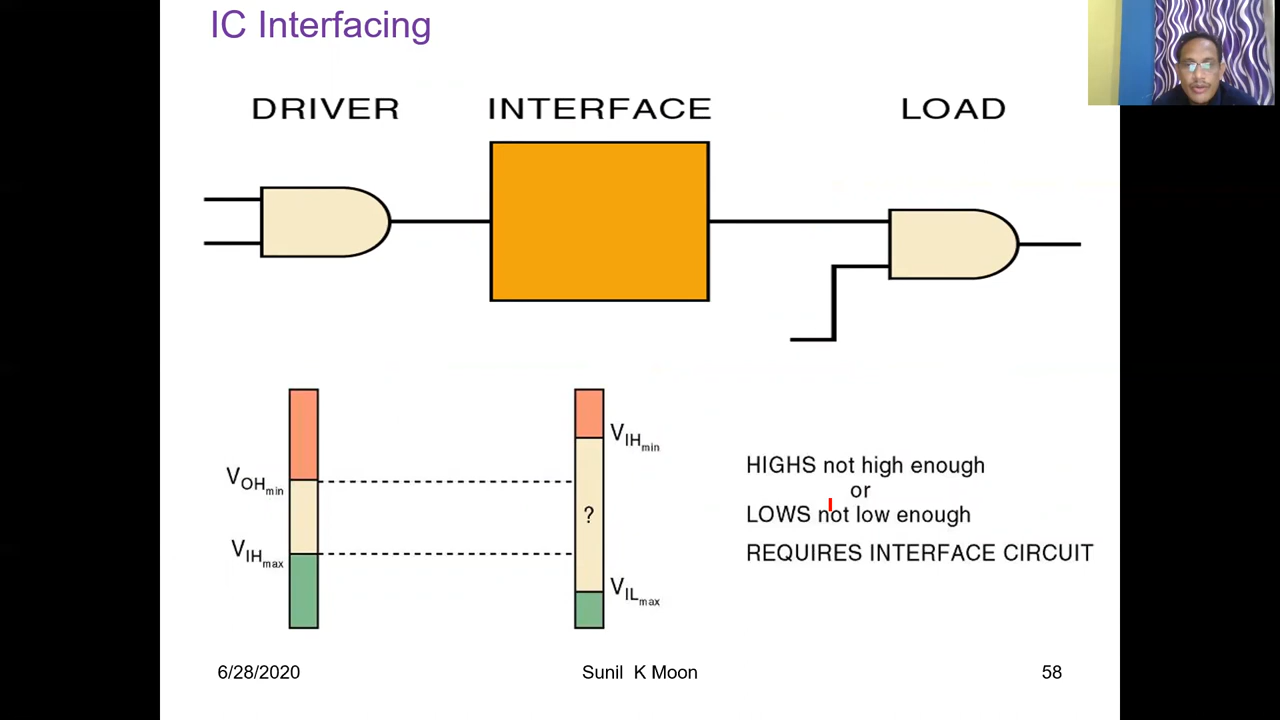 IC Interfacing
DRIVER INTERFACE LOAD
VOHmin
VIHmax
VIHmin
?
VILmax
HIGHS not high enough
or
LOWS not low enough
REQUIRES INTERFACE CIRCUIT
6/28/2020 Sunil K Moon 58